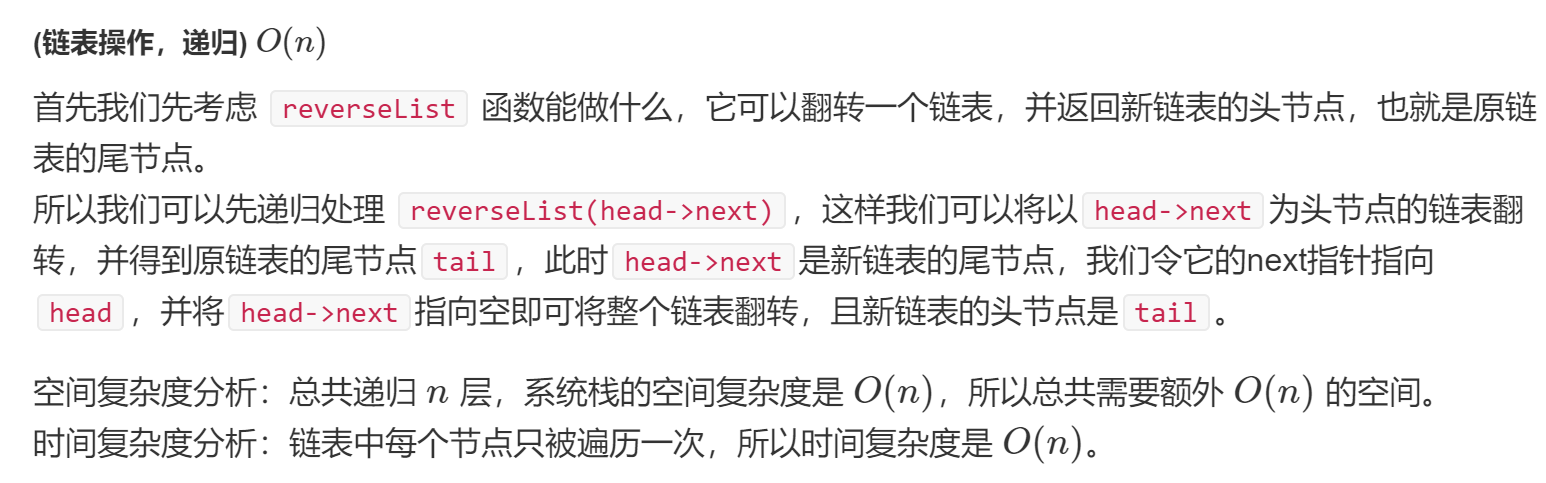 (链表操作，递归) O(n)
首先我们先考虑 reverseList 函数能做什么，它可以翻转一个链表，并返回新链表的头节点，也就是原链
表的尾节点。
所以我们可以先递归处理 reverseList(head->next)，这样我们可以将以 head->next 为头节点的链表翻
转，并得到原链表的尾节点 tail，此时 head->next 是新链表的尾节点，我们令它的next指针指向
head，并将 head->next 指向空即可将整个链表翻转，且新链表的头节点是 tail。
空间复杂度分析：总共递归 n 层，系统栈的空间复杂度是 O(n)，所以总共需要额外 O(n) 的空间。
时间复杂度分析：链表中每个节点只被遍历一次，所以时间复杂度是 O(n)。